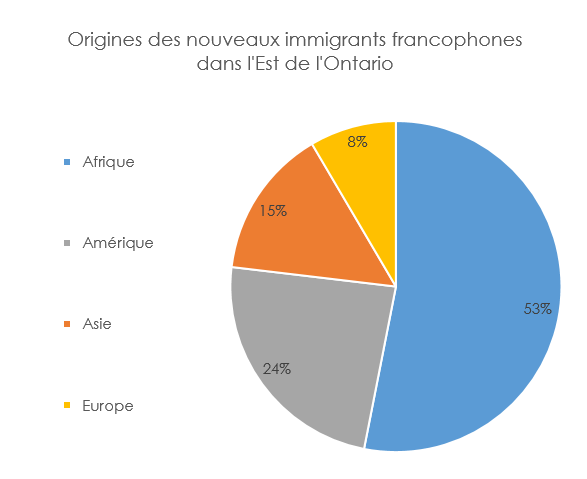 Origines des nouveaux immigrants francophones
dans l'Est de l'Ontario
Afrique
Amérique
Asie
Europe
8%
15%
53%
24%